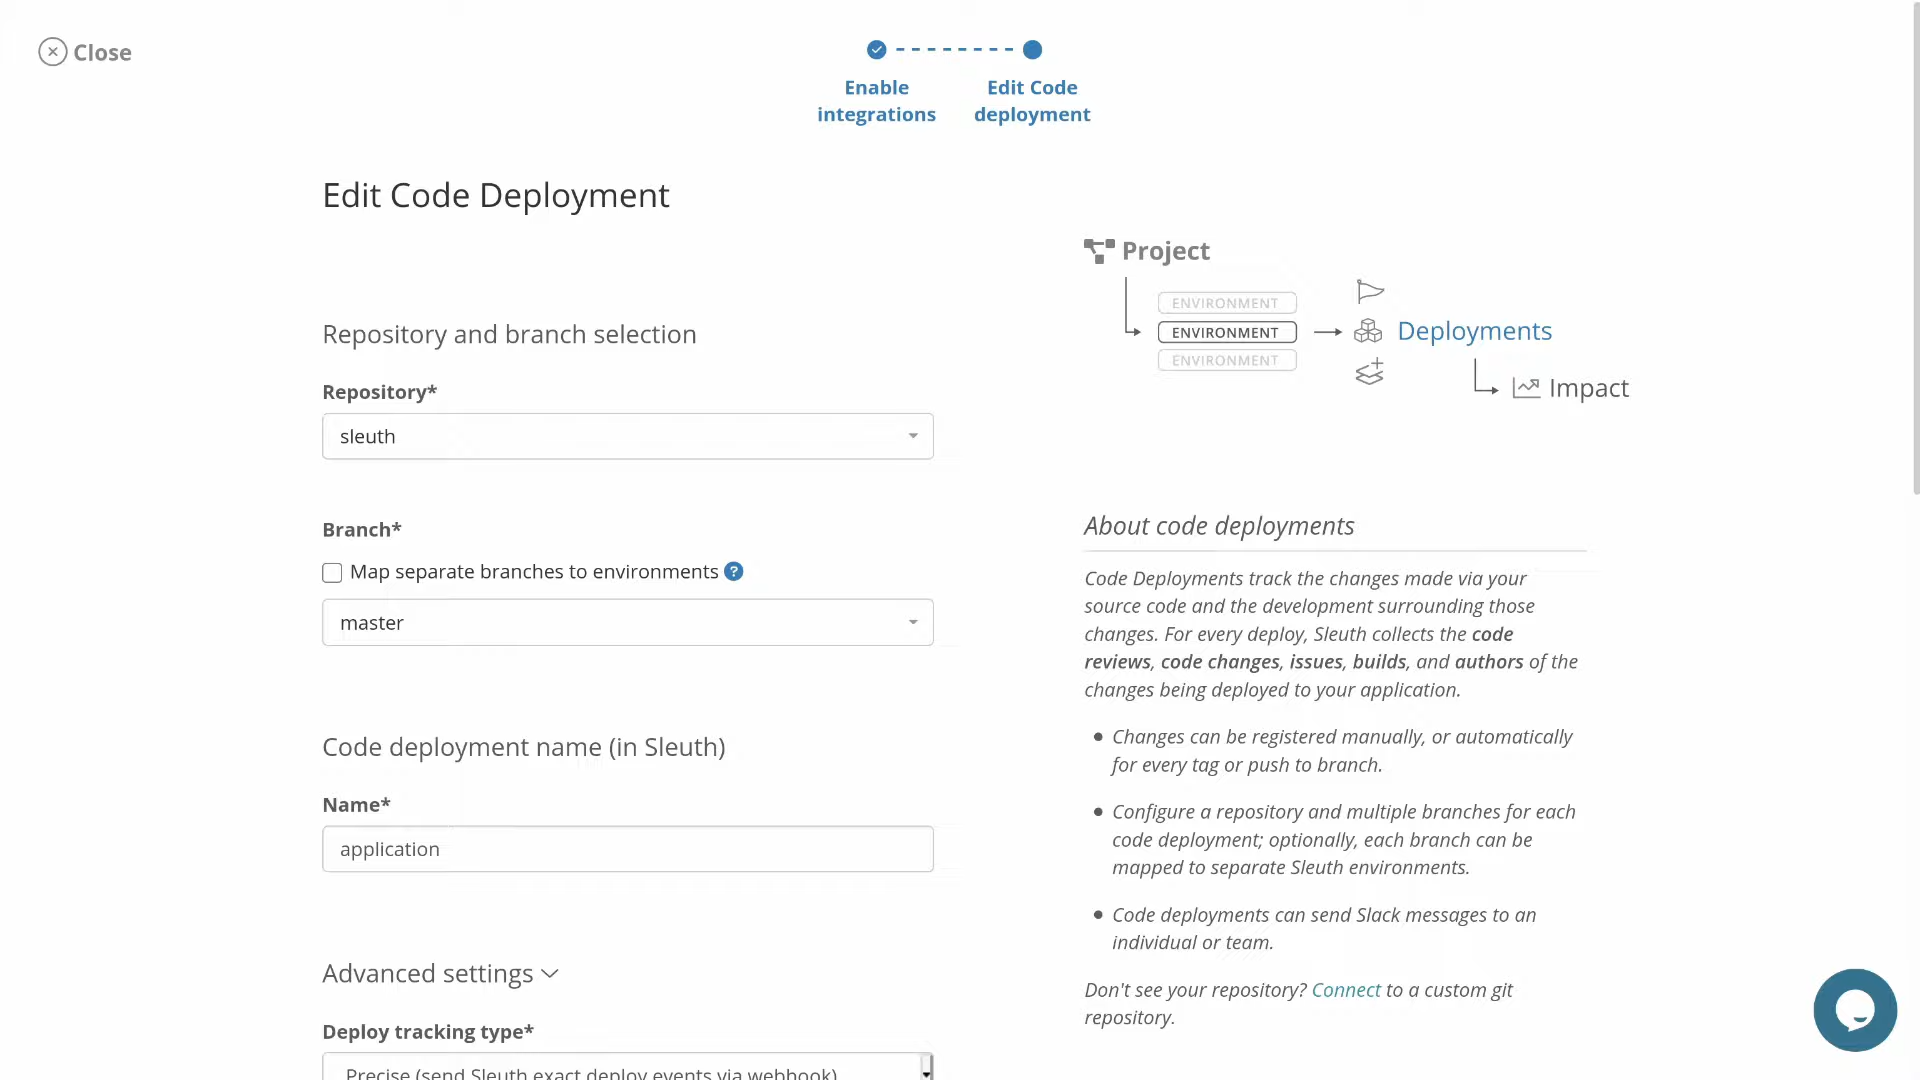 Close
Enable
integrations
Edit Code
deployment
Edit Code Deployment
Repository and branch selection
Repository*
sleuth
Branch*
Map separate branches to environments ?
master
Code deployment name (in Sleuth)
Name*
application
Advanced settings
Deploy tracking type*
Precise (send Sleuth exact deploy events via webhook)
Project
ENVIRONMENT
ENVIRONMENT
ENVIRONMENT
Deployments
Impact
About code deployments
Code Deployments track the changes made via your
source code and the development surrounding those
changes. For every deploy, Sleuth collects the code
reviews, code changes, issues, builds, and authors of the
changes being deployed to your application.
Changes can be registered manually, or automatically
for every tag or push to branch.
Configure a repository and multiple branches for each
code deployment; optionally, each branch can be
mapped to separate Sleuth environments.
Code deployments can send Slack messages to an
individual or team.
Don't see your repository? Connect to a custom git
repository.